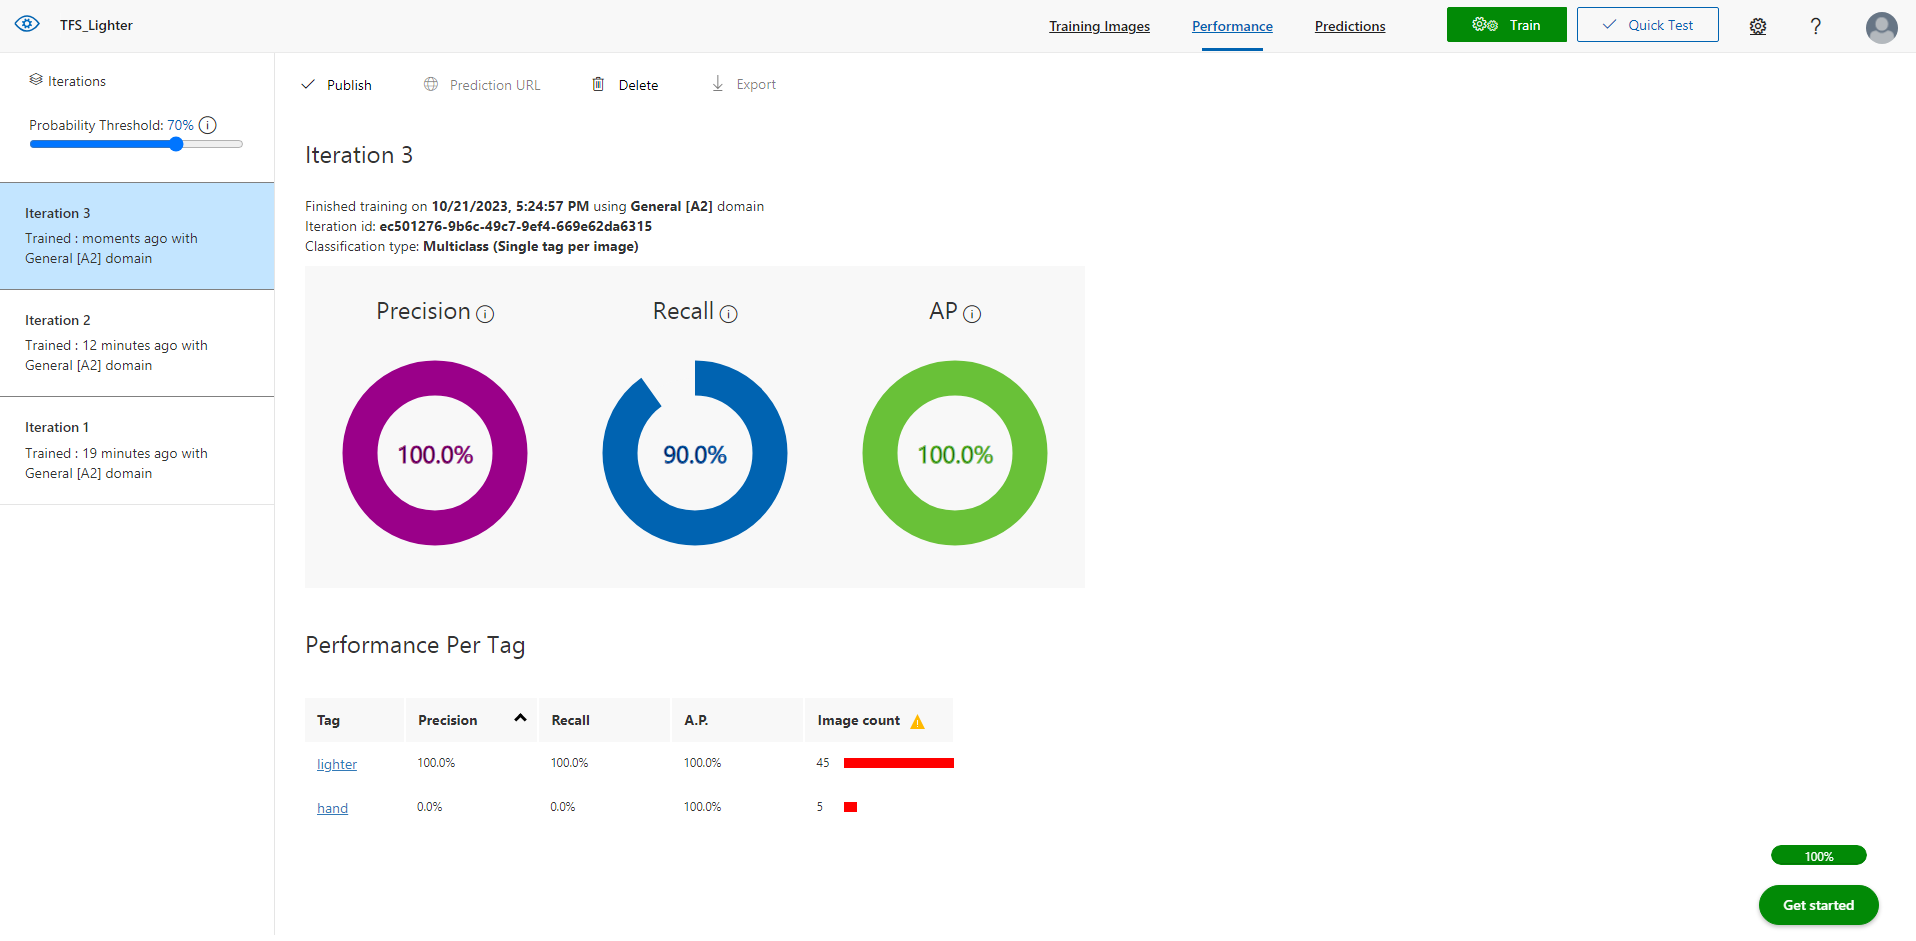 TFS_Lighter
Training Images
Performance
Predictions
Train
Quick Test
?
Iterations
Probability Threshold: 70% i
Iteration 3
Trained : moments ago with
General [A2] domain
Iteration 2
Trained : 12 minutes ago with
General [A2] domain
Iteration 1
Trained : 19 minutes ago with
General [A2] domain
Publish
Prediction URL
Delete
Export
Iteration 3
Finished training on 10/21/2023, 5:24:57 PM using General [A2] domain
Iteration id: ec501276-9b6c-49c7-9ef4-669e62da6315
Classification type: Multiclass (Single tag per image)
Precision i
Recall i
AP i
100.0%
90.0%
100.0%
Performance Per Tag
Tag Precision Recall A.P. Image count
lighter 100.0% 100.0% 100.0% 45
hand 0.0% 0.0% 100.0% 5
100%
Get started